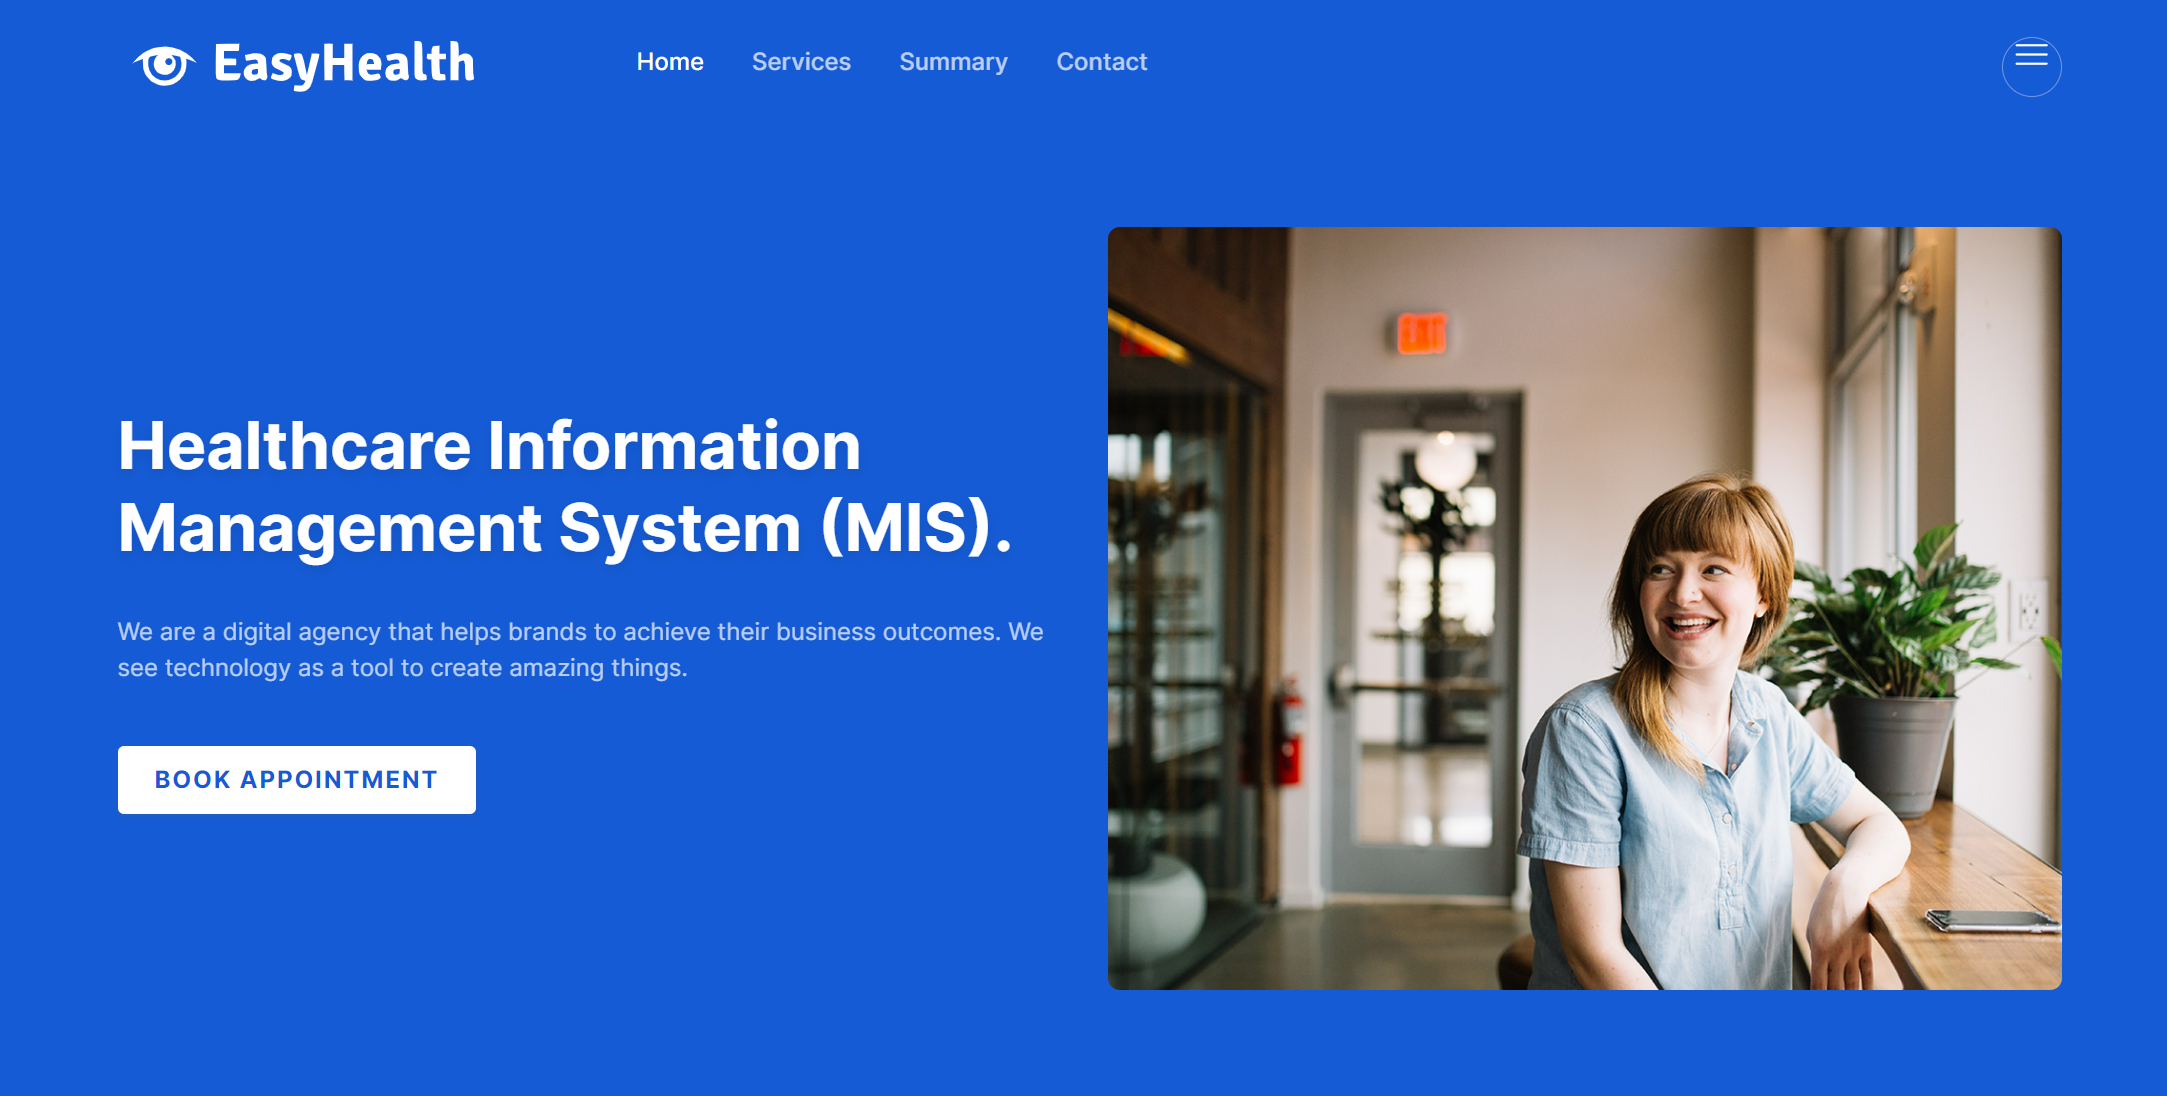 EasyHealth
Home
Services
Summary
Contact
Healthcare Information
Management System (MIS).
We are a digital agency that helps brands to achieve their business outcomes. We
see technology as a tool to create amazing things.
BOOK APPOINTMENT
EXIT